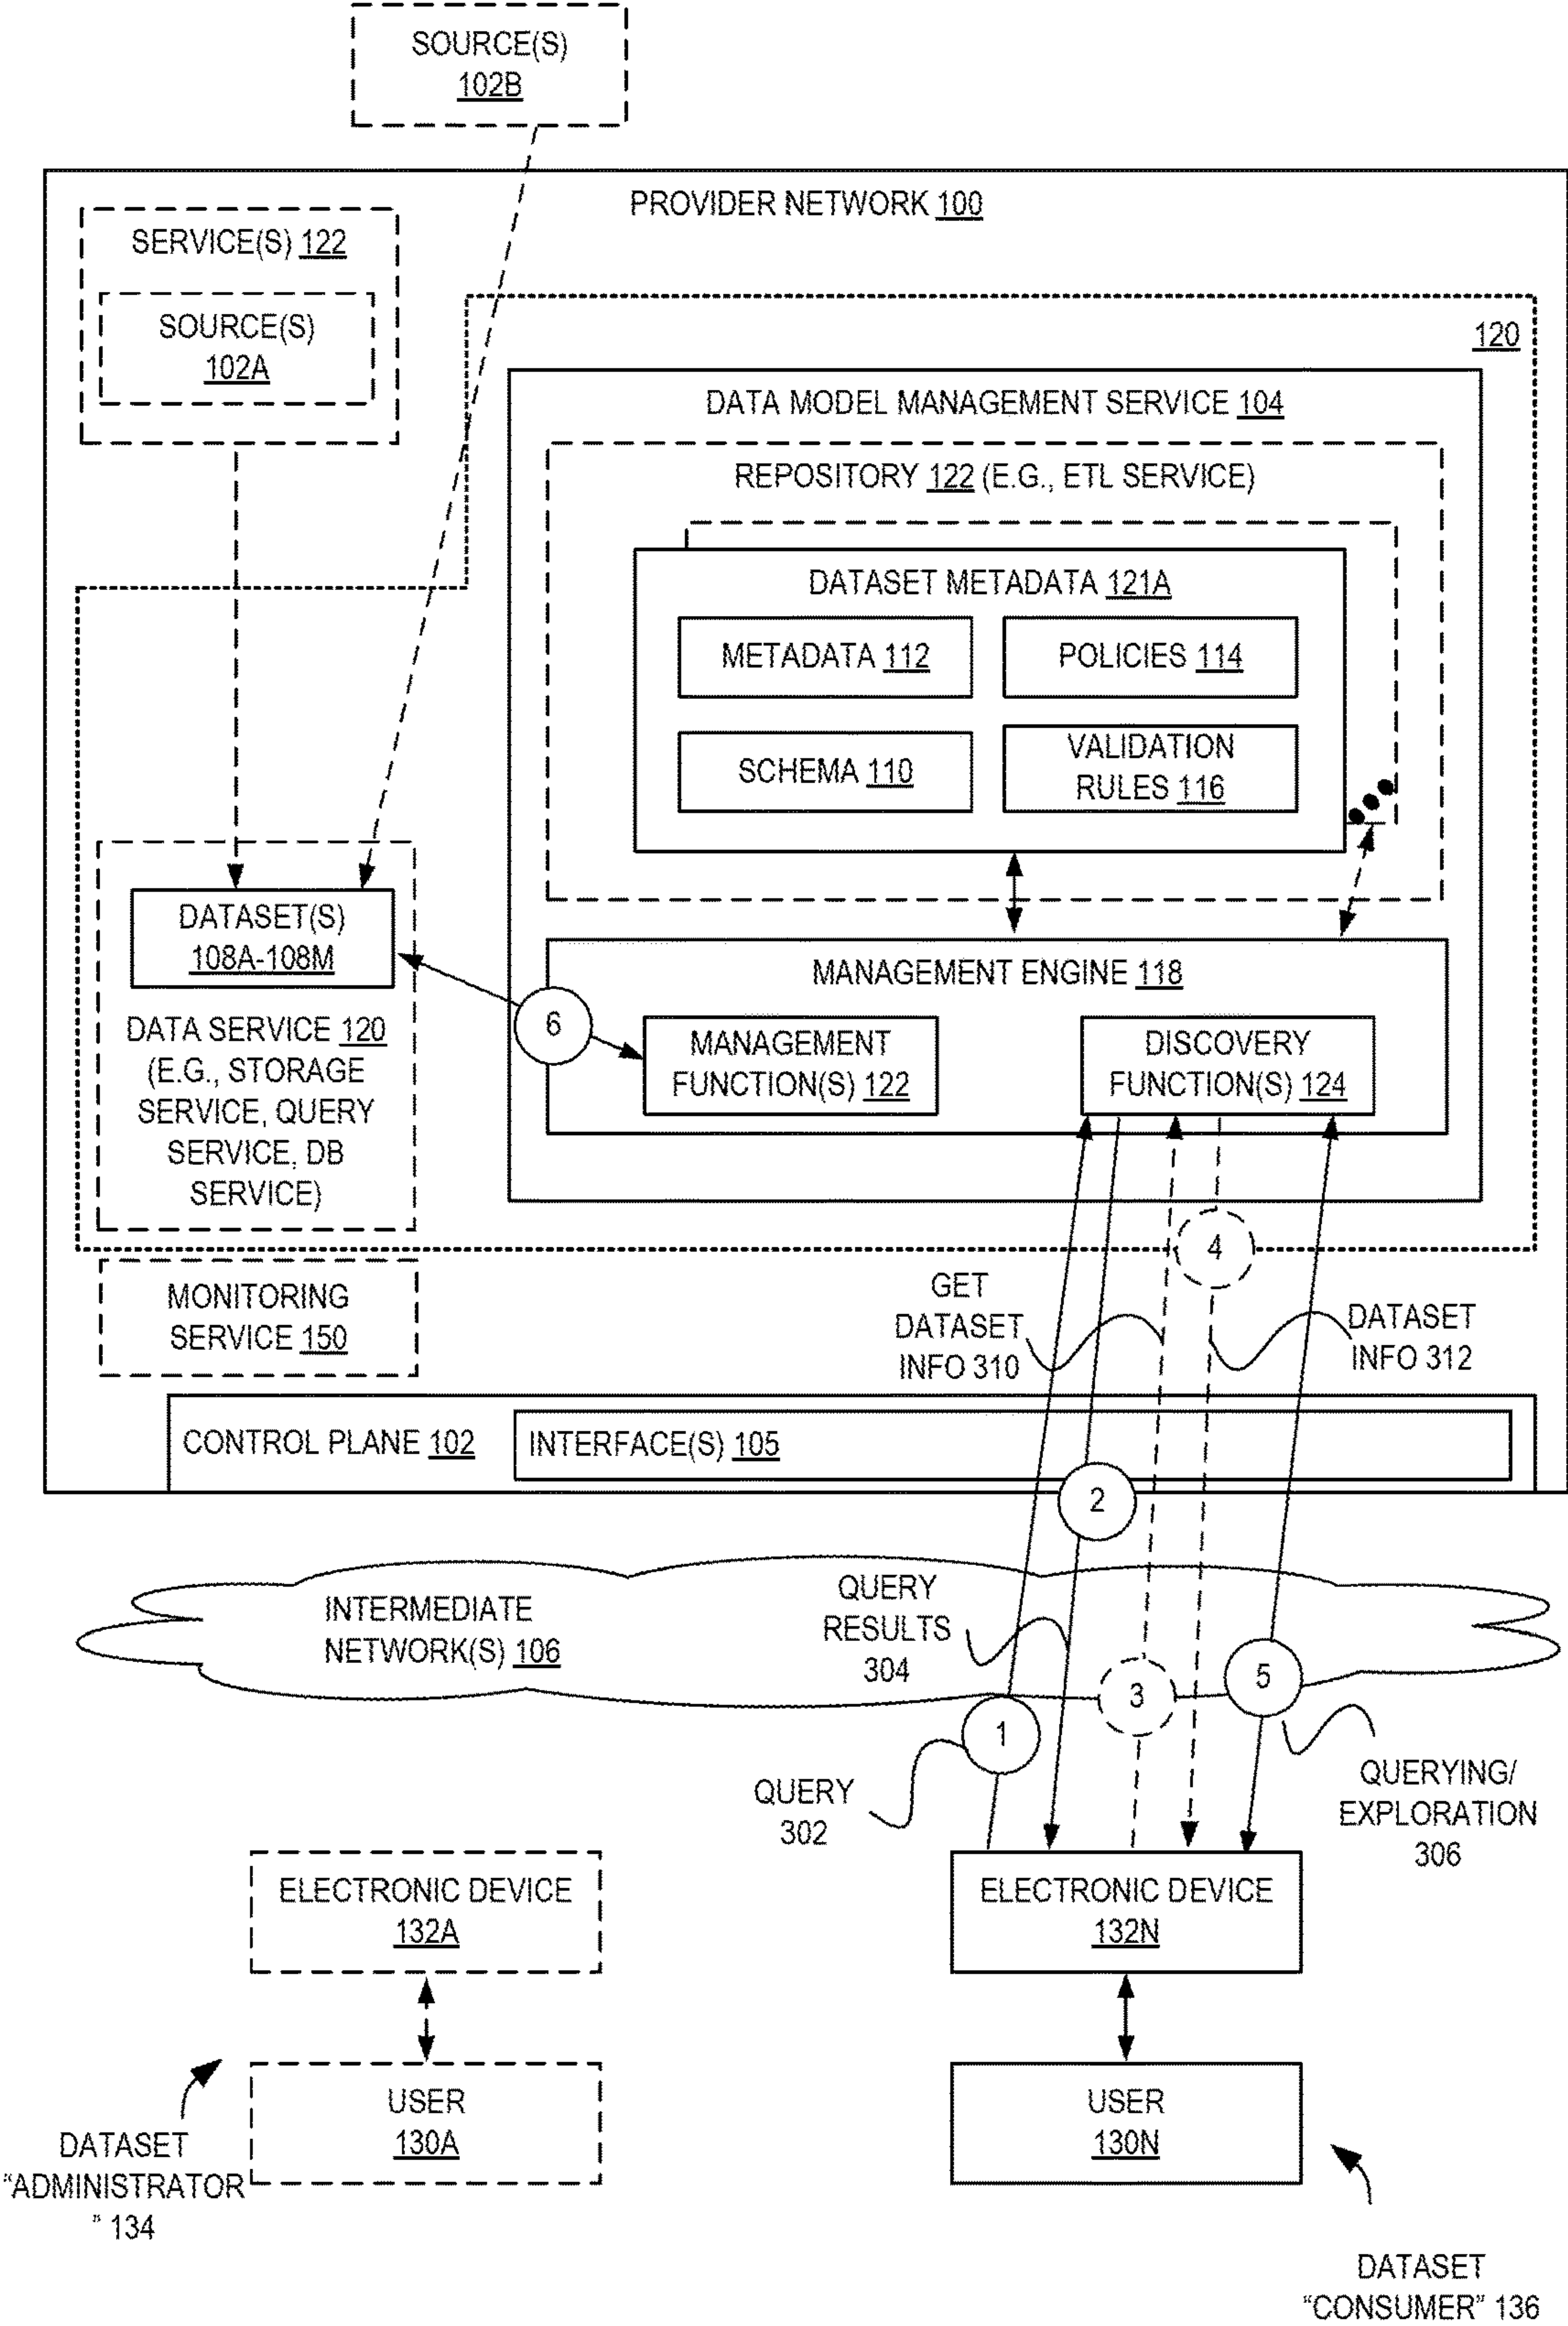 SOURCE(S)
102B
PROVIDER NETWORK 100
SERVICE(S) 122
SOURCE(S)
102A
120
DATA MODEL MANAGEMENT SERVICE 104
REPOSITORY 122 (E.G., ETL SERVICE)
DATASET METADATA 121A
METADATA 112
POLICIES 114
SCHEMA 110
VALIDATION
RULES 116
DATASET(S)
108A-108M
DATA SERVICE 120
(E.G., STORAGE
SERVICE, QUERY
SERVICE, DB
SERVICE)
6
MANAGEMENT ENGINE 118
MANAGEMENT
FUNCTION(S) 122
DISCOVERY
FUNCTION(S) 124
4
MONITORING
SERVICE 150
GET
DATASET
INFO 310
DATASET
INFO 312
CONTROL PLANE 102
INTERFACE(S) 105
2
INTERMEDIATE
NETWORK(S) 106
QUERY
RESULTS
304
3
5
1
QUERY
302
QUERYING/
EXPLORATION
306
ELECTRONIC DEVICE
132A
ELECTRONIC DEVICE
132N
USER
130A
USER
130N
DATASET
“ADMINISTRATOR
” 134
DATASET
“CONSUMER” 136